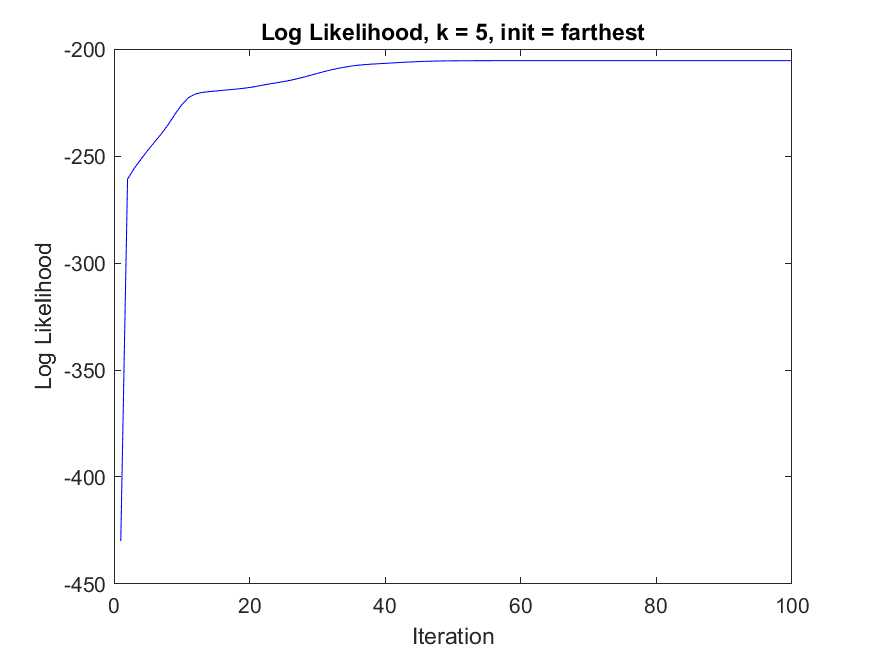 Log Likelihood, k = 5, init = farthest
-200
-250
-300
-350
-400
-450
Log Likelihood
0 20 40 60 80 100
Iteration